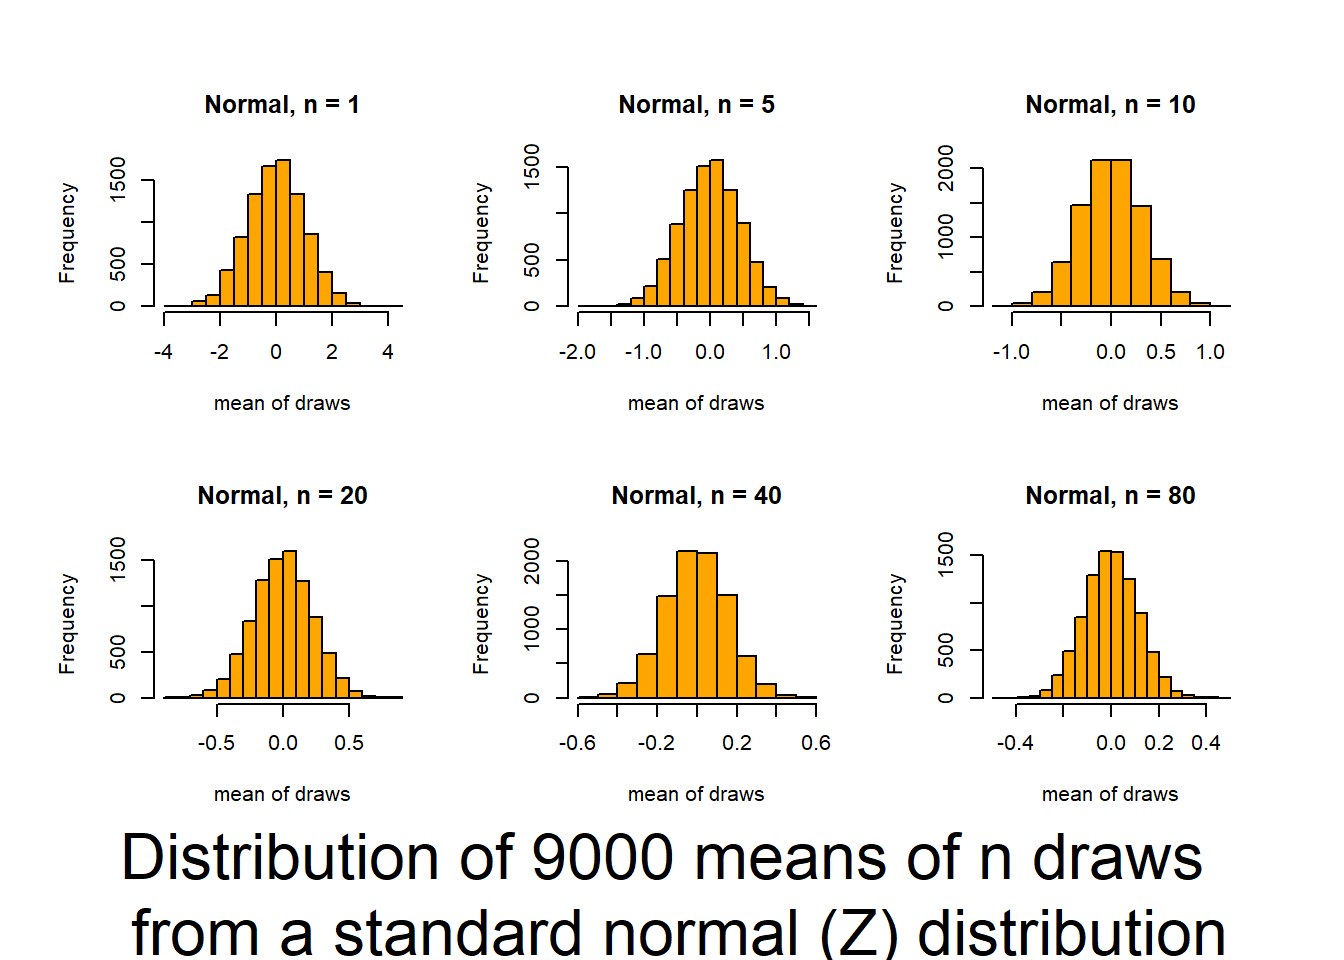 Normal, n = 1
Frequency
0 500 1500
-4 -2 0 2 4
mean of draws
Normal, n = 5
Frequency
0 500 1500
-2.0 -1.0 0.0 1.0
mean of draws
Normal, n = 10
Frequency
0 1000 2000
-1.0 0.0 0.5 1.0
mean of draws
Normal, n = 20
Frequency
0 500 1500
-0.5 0.0 0.5
mean of draws
Normal, n = 40
Frequency
0 1000 2000
-0.6 -0.2 0.2 0.6
mean of draws
Normal, n = 80
Frequency
0 500 1500
-0.4 0.0 0.2 0.4
mean of draws
Distribution of 9000 means of n draws
from a standard normal (Z) distribution